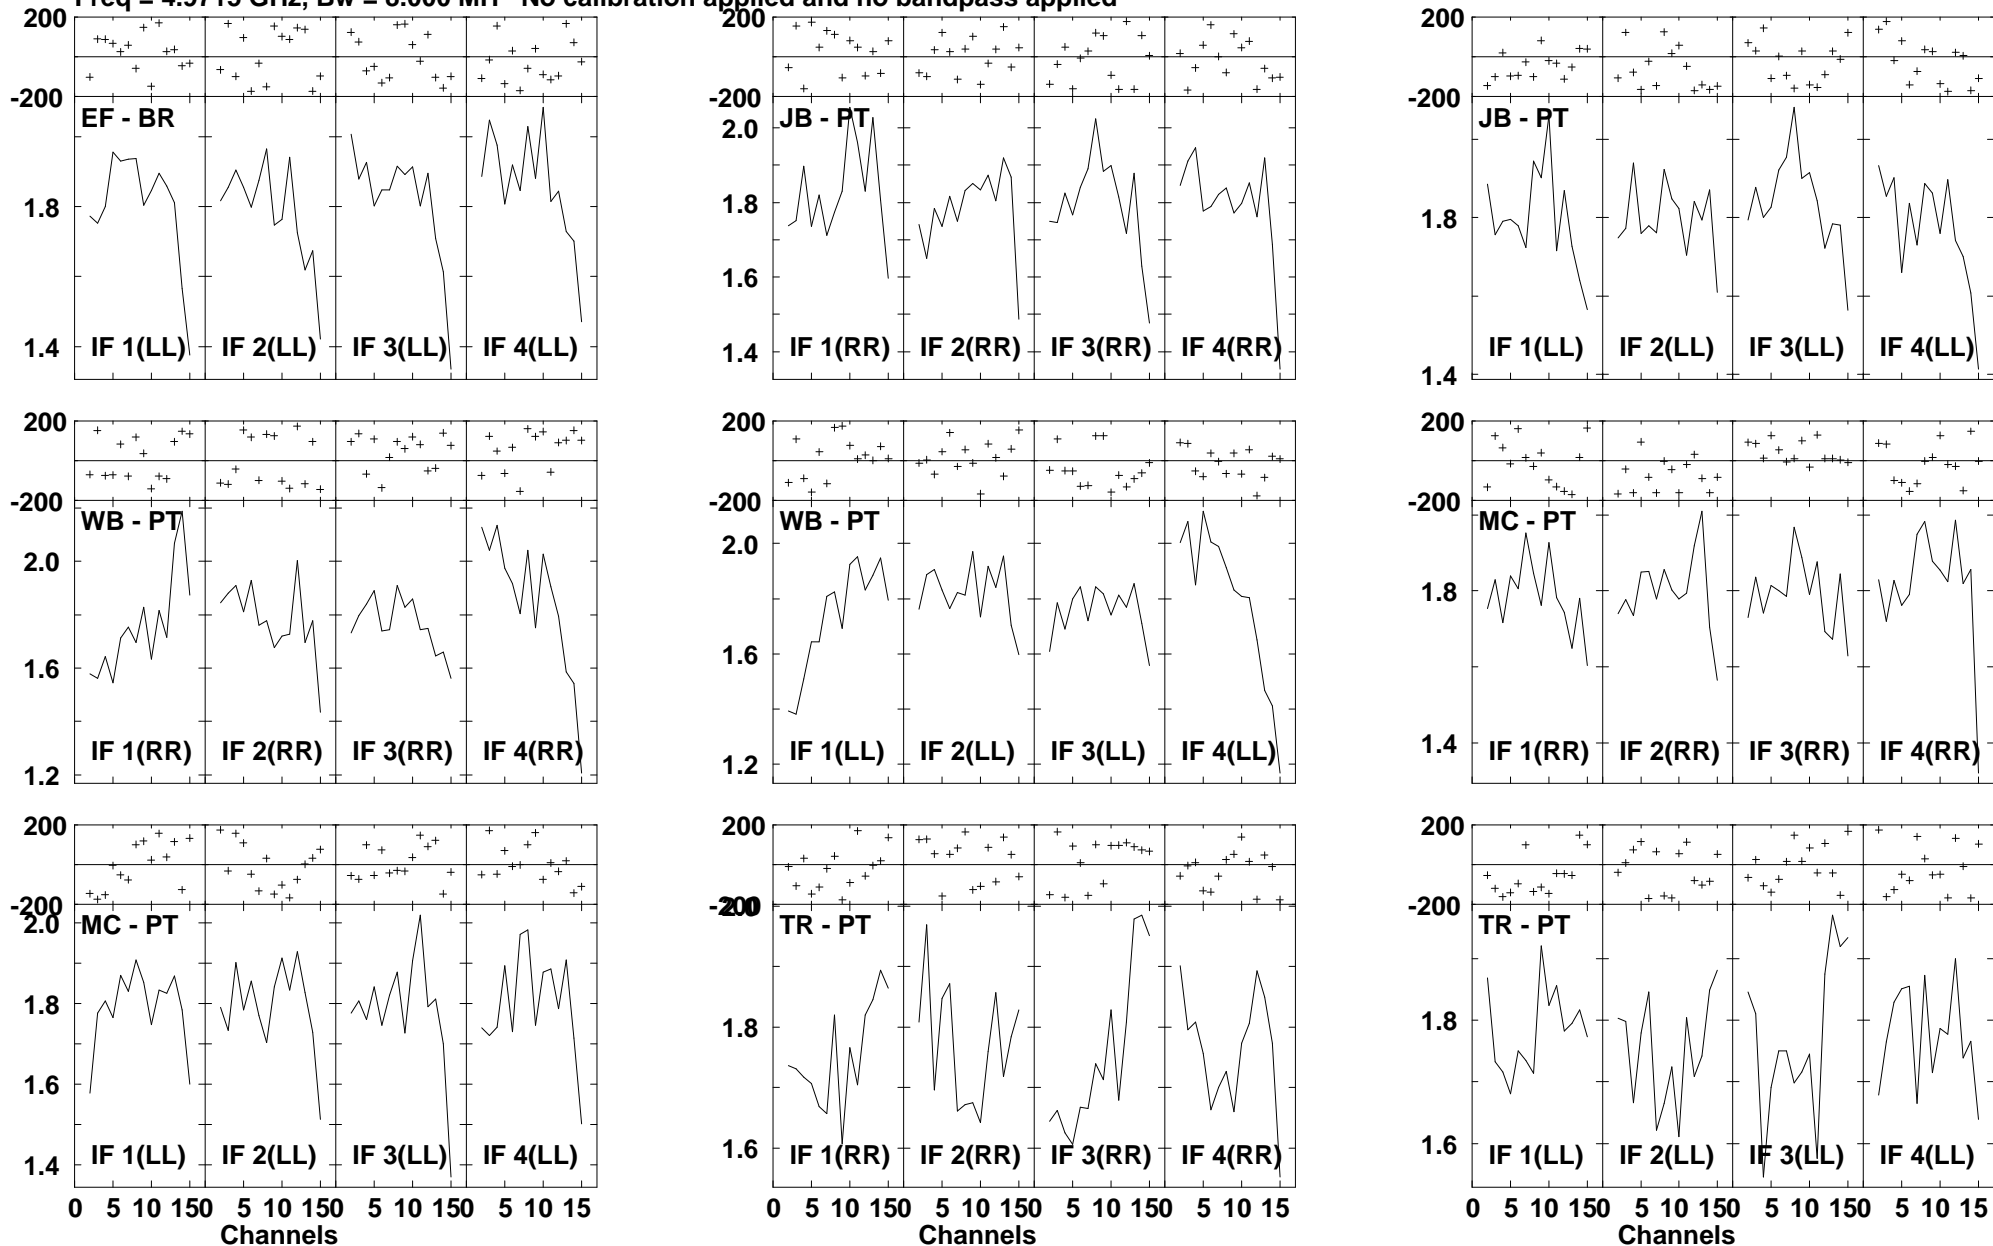 Freq = 4.9715 GHz, Bw = 8.000 MH No calibration applied and no bandpass applied
200 200 200
-200 -200 -200
EF - BR JB - PT JB - PT
2.0
1.8 1.8 1.8
1.6
1.4 1.4 1.4
IF 1(LL) IF 2(LL) IF 3(LL) IF 4(LL) IF 1(RR) IF 2(RR) IF 3(RR) IF 4(RR) IF 1(LL) IF 2(LL) IF 3(LL) IF 4(LL)
200 200 200
-200 -200 -200
WB - PT WB - PT MC - PT
2.0 2.0
1.8
1.6 1.6
1.4
IF 1(RR) IF 2(RR) IF 3(RR) IF 4(RR) IF 1(LL) IF 2(LL) IF 3(LL) IF 4(LL) IF 1(RR) IF 2(RR) IF 3(RR) IF 4(RR)
1.2 1.2
200 200 200
-200 -200 -200
2.0 2.0
MC - PT TR - PT TR - PT
1.8 1.8 1.8
1.6 1.6 1.6
1.4
IF 1(LL) IF 2(LL) IF 3(LL) IF 4(LL) IF 1(RR) IF 2(RR) IF 3(RR) IF 4(RR) IF 1(LL) IF 2(LL) IF 3(LL) IF 4(LL)
0 5 10 150 5 10 150 5 10 150 5 10 15 0 5 10 150 5 10 150 5 10 150 5 10 15 0 5 10 150 5 10 150 5 10 150 5 10 15
Channels Channels Channels